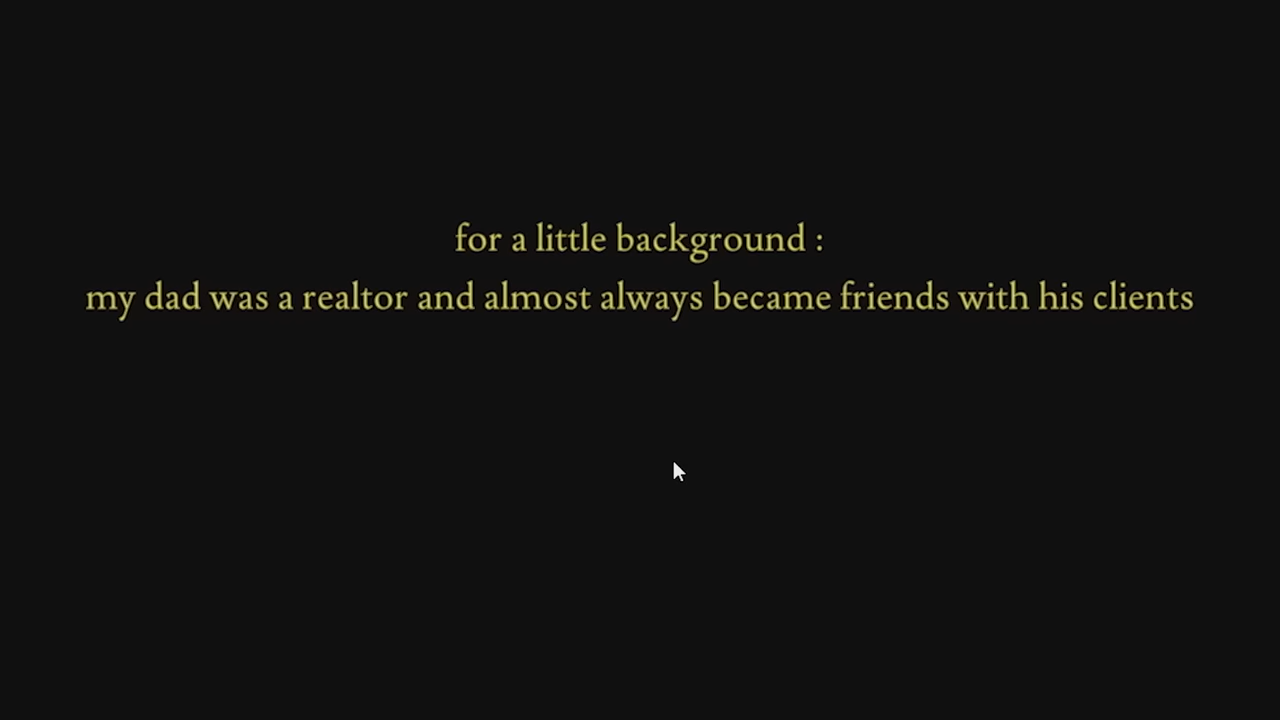 for a little background :
my dad was a realtor and almost always became friends with his clients